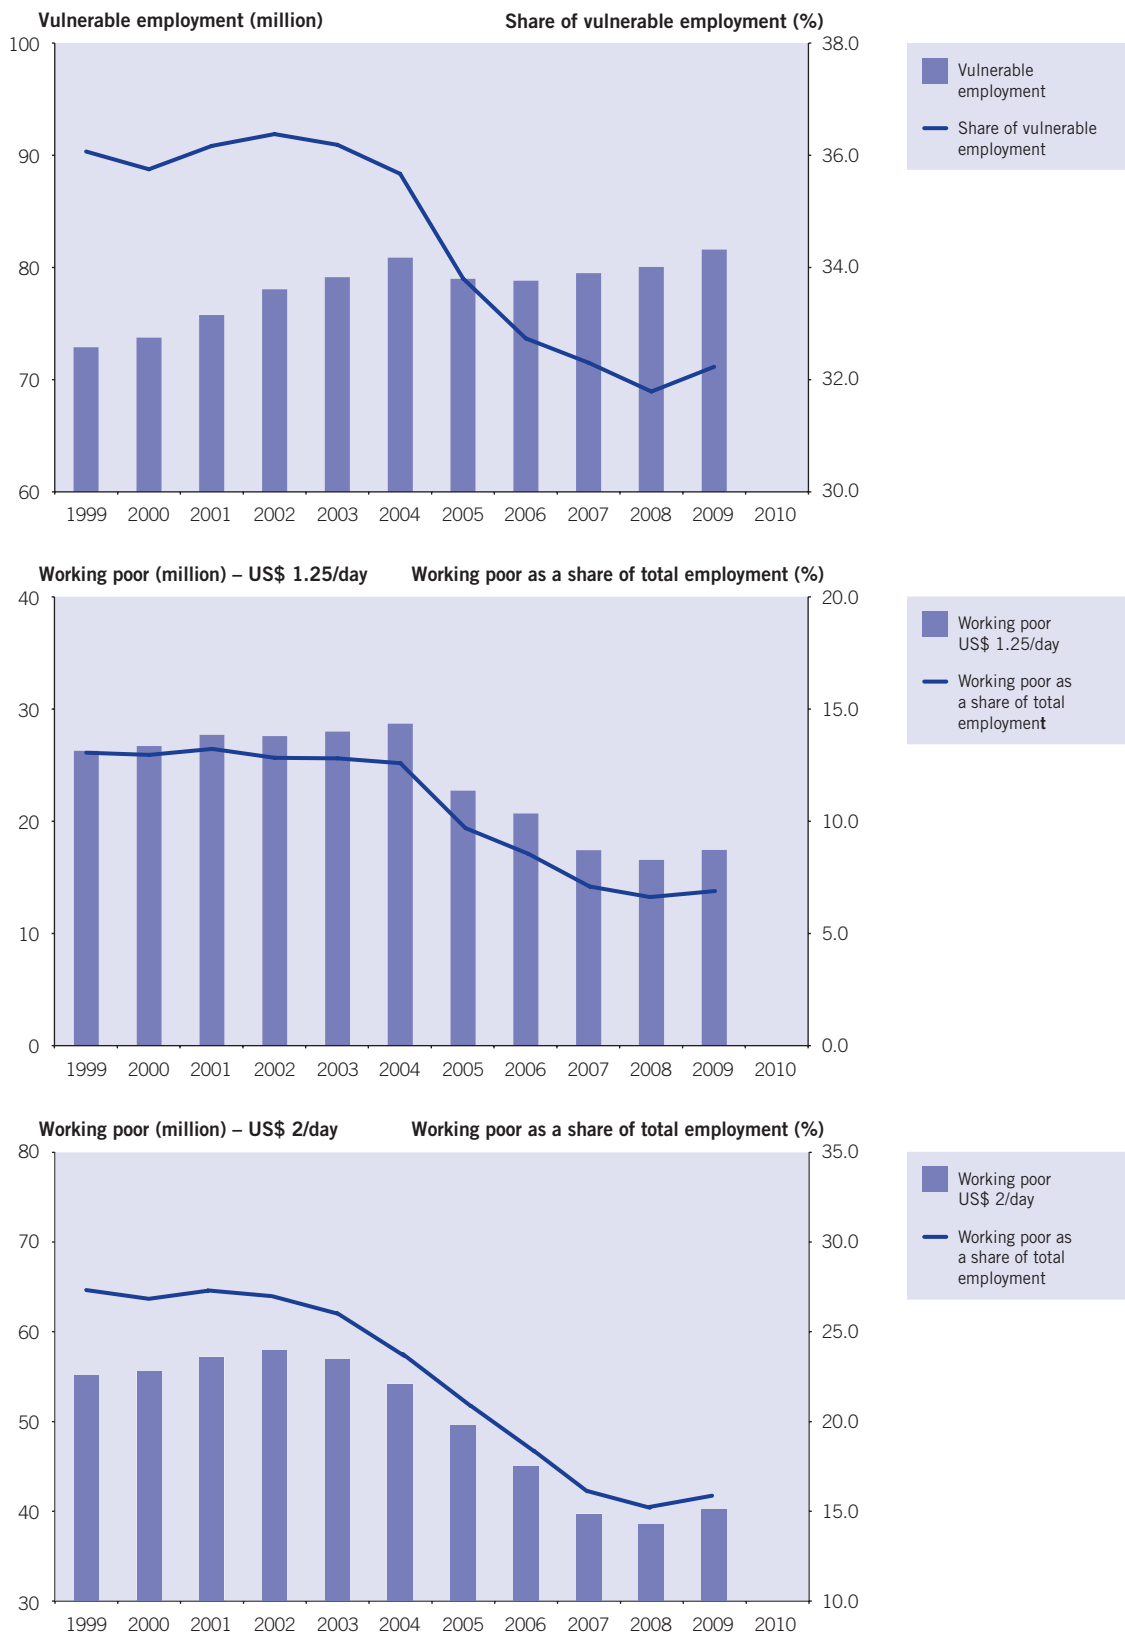 Vulnerable employment (million) Share of vulnerable employment (%)
100 38.0
90 36.0
80 34.0
70 32.0
60 30.0
1999 2000 2001 2002 2003 2004 2005 2006 2007 2008 2009 2010
Vulnerable
employment
Share of vulnerable
employment
Working poor (million) – US$ 1.25/day Working poor as a share of total employment (%)
40 20.0
30 15.0
20 10.0
10 5.0
0 0.0
1999 2000 2001 2002 2003 2004 2005 2006 2007 2008 2009 2010
Working poor
US$ 1.25/day
Working poor as
a share of total
employment
Working poor (million) – US$ 2/day Working poor as a share of total employment (%)
80 35.0
70 30.0
60 25.0
50 20.0
40 15.0
30 10.0
1999 2000 2001 2002 2003 2004 2005 2006 2007 2008 2009 2010
Working poor
US$ 2/day
Working poor as
a share of total
employment